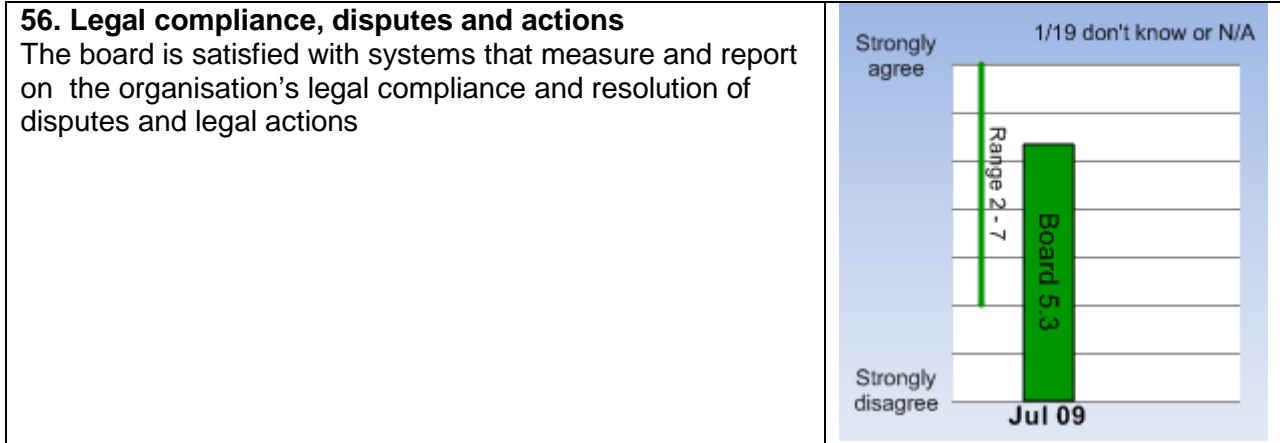 56. Legal compliance, disputes and actions
The board is satisfied with systems that measure and report
on  the organisation’s legal compliance and resolution of
disputes and legal actions
1/19 don't know or N/A
Strongly
agree
Range 2 - 7
Board 5.3
Strongly
disagree
Jul 09